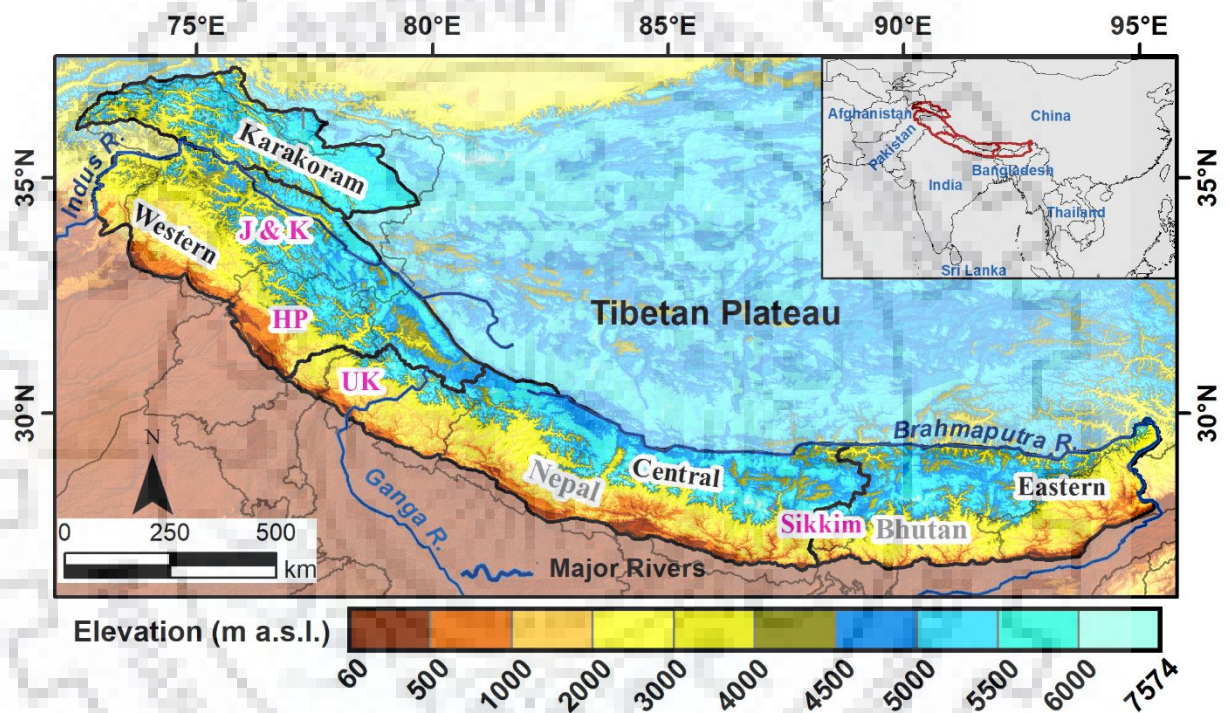 75°E 80°E 85°E 90°E 95°E
35°N
30°N
35°N
30°N
Karakoram
Indus R.
Western
J & K
HP
UK
Tibetan Plateau
Nepal
Central
Sikkim
Bhutan
Eastern
Brahmaputra R.
Ganga R.
Major Rivers
N
0 250 500
km
Afghanistan
Pakistan
China
India
Bangladesh
Thailand
Sri Lanka
Elevation (m a.s.l.)
60 500 1000 2000 3000 4000 4500 5000 5500 6000 7574